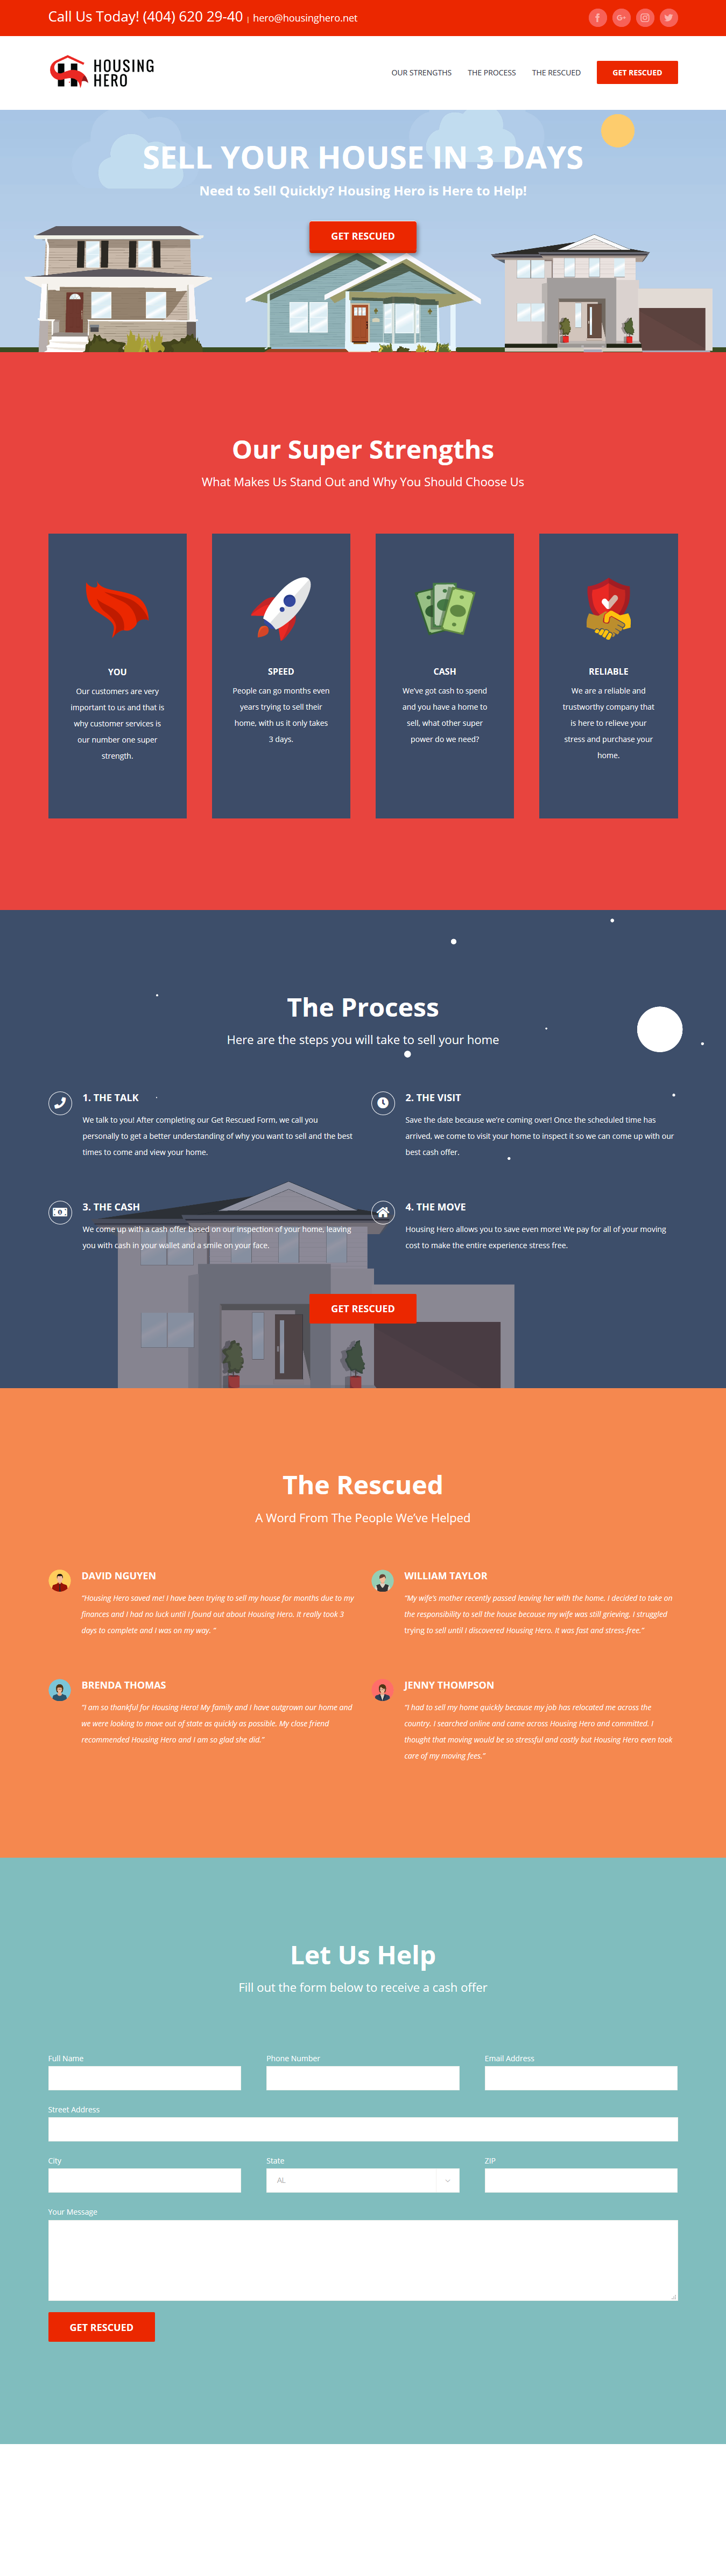 Call Us Today! (404) 620 29-40 | hero@housinghero.net
HOUSING
HERO
OUR STRENGTHS
THE PROCESS
THE RESCUED
GET RESCUED
SELL YOUR HOUSE IN 3 DAYS
Need to Sell Quickly? Housing Hero is Here to Help!
GET RESCUED
Our Super Strengths
What Makes Us Stand Out and Why You Should Choose Us
YOU
Our customers are very
important to us and that is
why customer services is
our number one super
strength.
SPEED
People can go months even
years trying to sell their
home, with us it only takes
3 days.
CASH
We've got cash to spend
and you have a home to
sell, what other super
power do we need?
RELIABLE
We are a reliable and
trustworthy company that
is here to relieve your
stress and purchase your
home.
The Process
Here are the steps you will take to sell your home
1. THE TALK
We talk to you! After completing our Get Rescued Form, we call you
personally to get a better understanding of why you want to sell and the best
times to come and view your home.
2. THE VISIT
Save the date because we're coming over! Once the scheduled time has
arrived, we come to visit your home to inspect it so we can come up with our
best cash offer.
3. THE CASH
We come up with a cash offer based on our inspection of your home, leaving
you with cash in your wallet and a smile on your face.
4. THE MOVE
Housing Hero allows you to save even more! We pay for all of your moving
cost to make the entire experience stress free.
GET RESCUED
The Rescued
A Word From The People We've Helped
DAVID NGUYEN
"Housing Hero saved me! I have been trying to sell my house for months due to my
finances and I had no luck until I found out about Housing Hero. It really took 3
days to complete and I was on my way. "
WILLIAM TAYLOR
"My wife's mother recently passed leaving her with the home. I decided to take on
the responsibility to sell the house because my wife was still grieving. I struggled
trying to sell until I discovered Housing Hero. It was fast and stress-free."
BRENDA THOMAS
"I am so thankful for Housing Hero! My family and I have outgrown our home and
we were looking to move out of state as quickly as possible. My close friend
recommended Housing Hero and I am so glad she did."
JENNY THOMPSON
"I had to sell my home quickly because my job has relocated me across the
country. I searched online and came across Housing Hero and committed. I
thought that moving would be so stressful and costly but Housing Hero even took
care of my moving fees."
Let Us Help
Fill out the form below to receive a cash offer
Full Name
Phone Number
Email Address
Street Address
City
State
ZIP
AL
Your Message
GET RESCUED